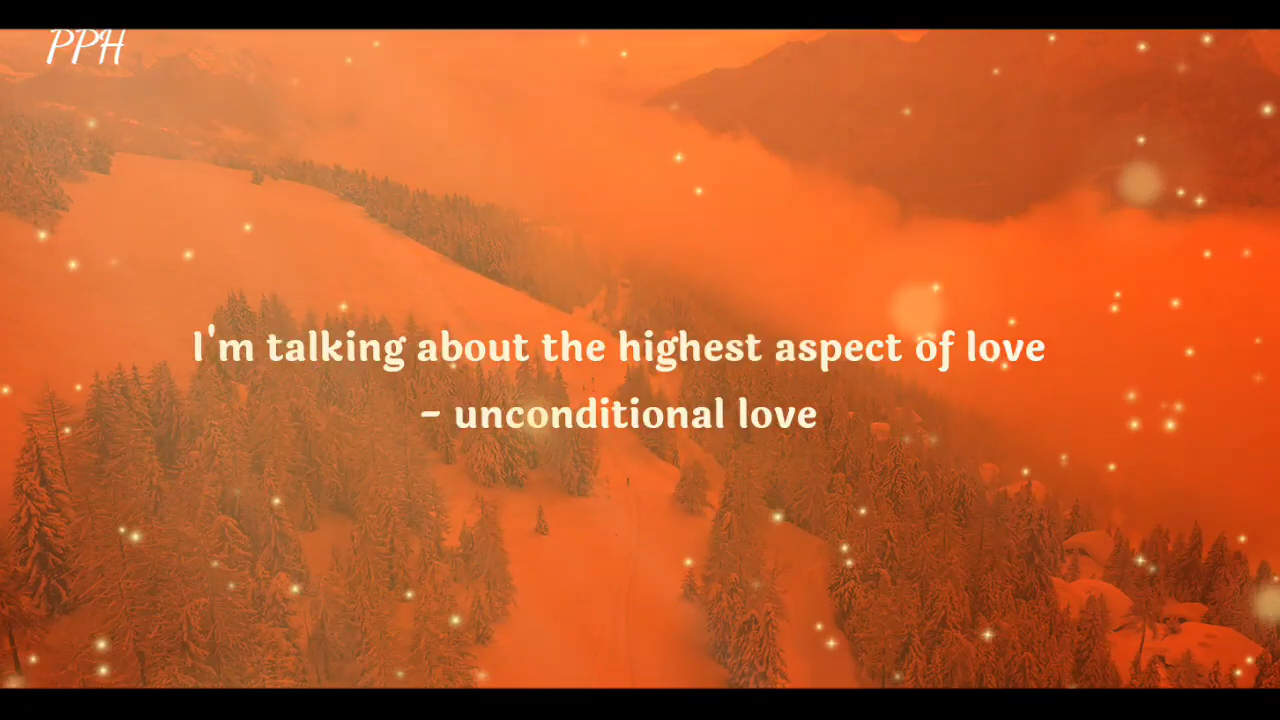 PPH
I'm talking about the highest aspect of love
- unconditional love